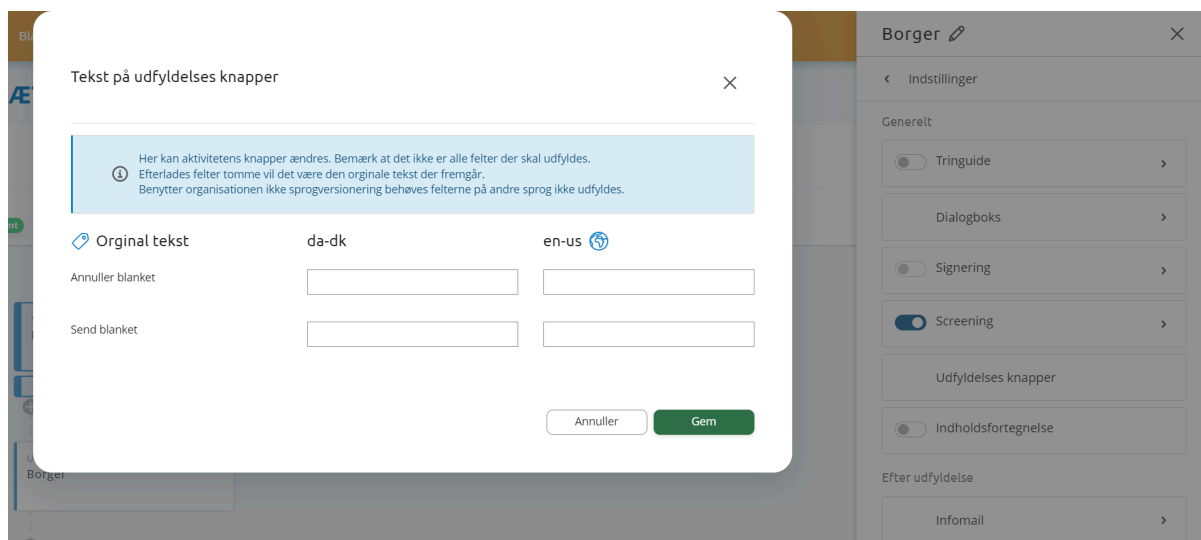 Borger
Indstillinger
Tekst på udfyldelses knapper
Generelt
Her kan aktivitetens knapper ændres. Bemærk at det ikke er alle felter der skal udfyldes.
Efterlades felter tomme vil det være den orginale tekst der fremgår.
Benytter organisationen ikke sprogversionering behøves felterne på andre sprog ikke udfyldes.
Orginal tekst da-dk en-us
Annuller blanket
Send blanket
Annuller Gem
Borger
Tringuide
Dialogboks
Signering
Screening
Udfyldelses knapper
Indholdsfortegnelse
Efter udfyldelse
Infomail